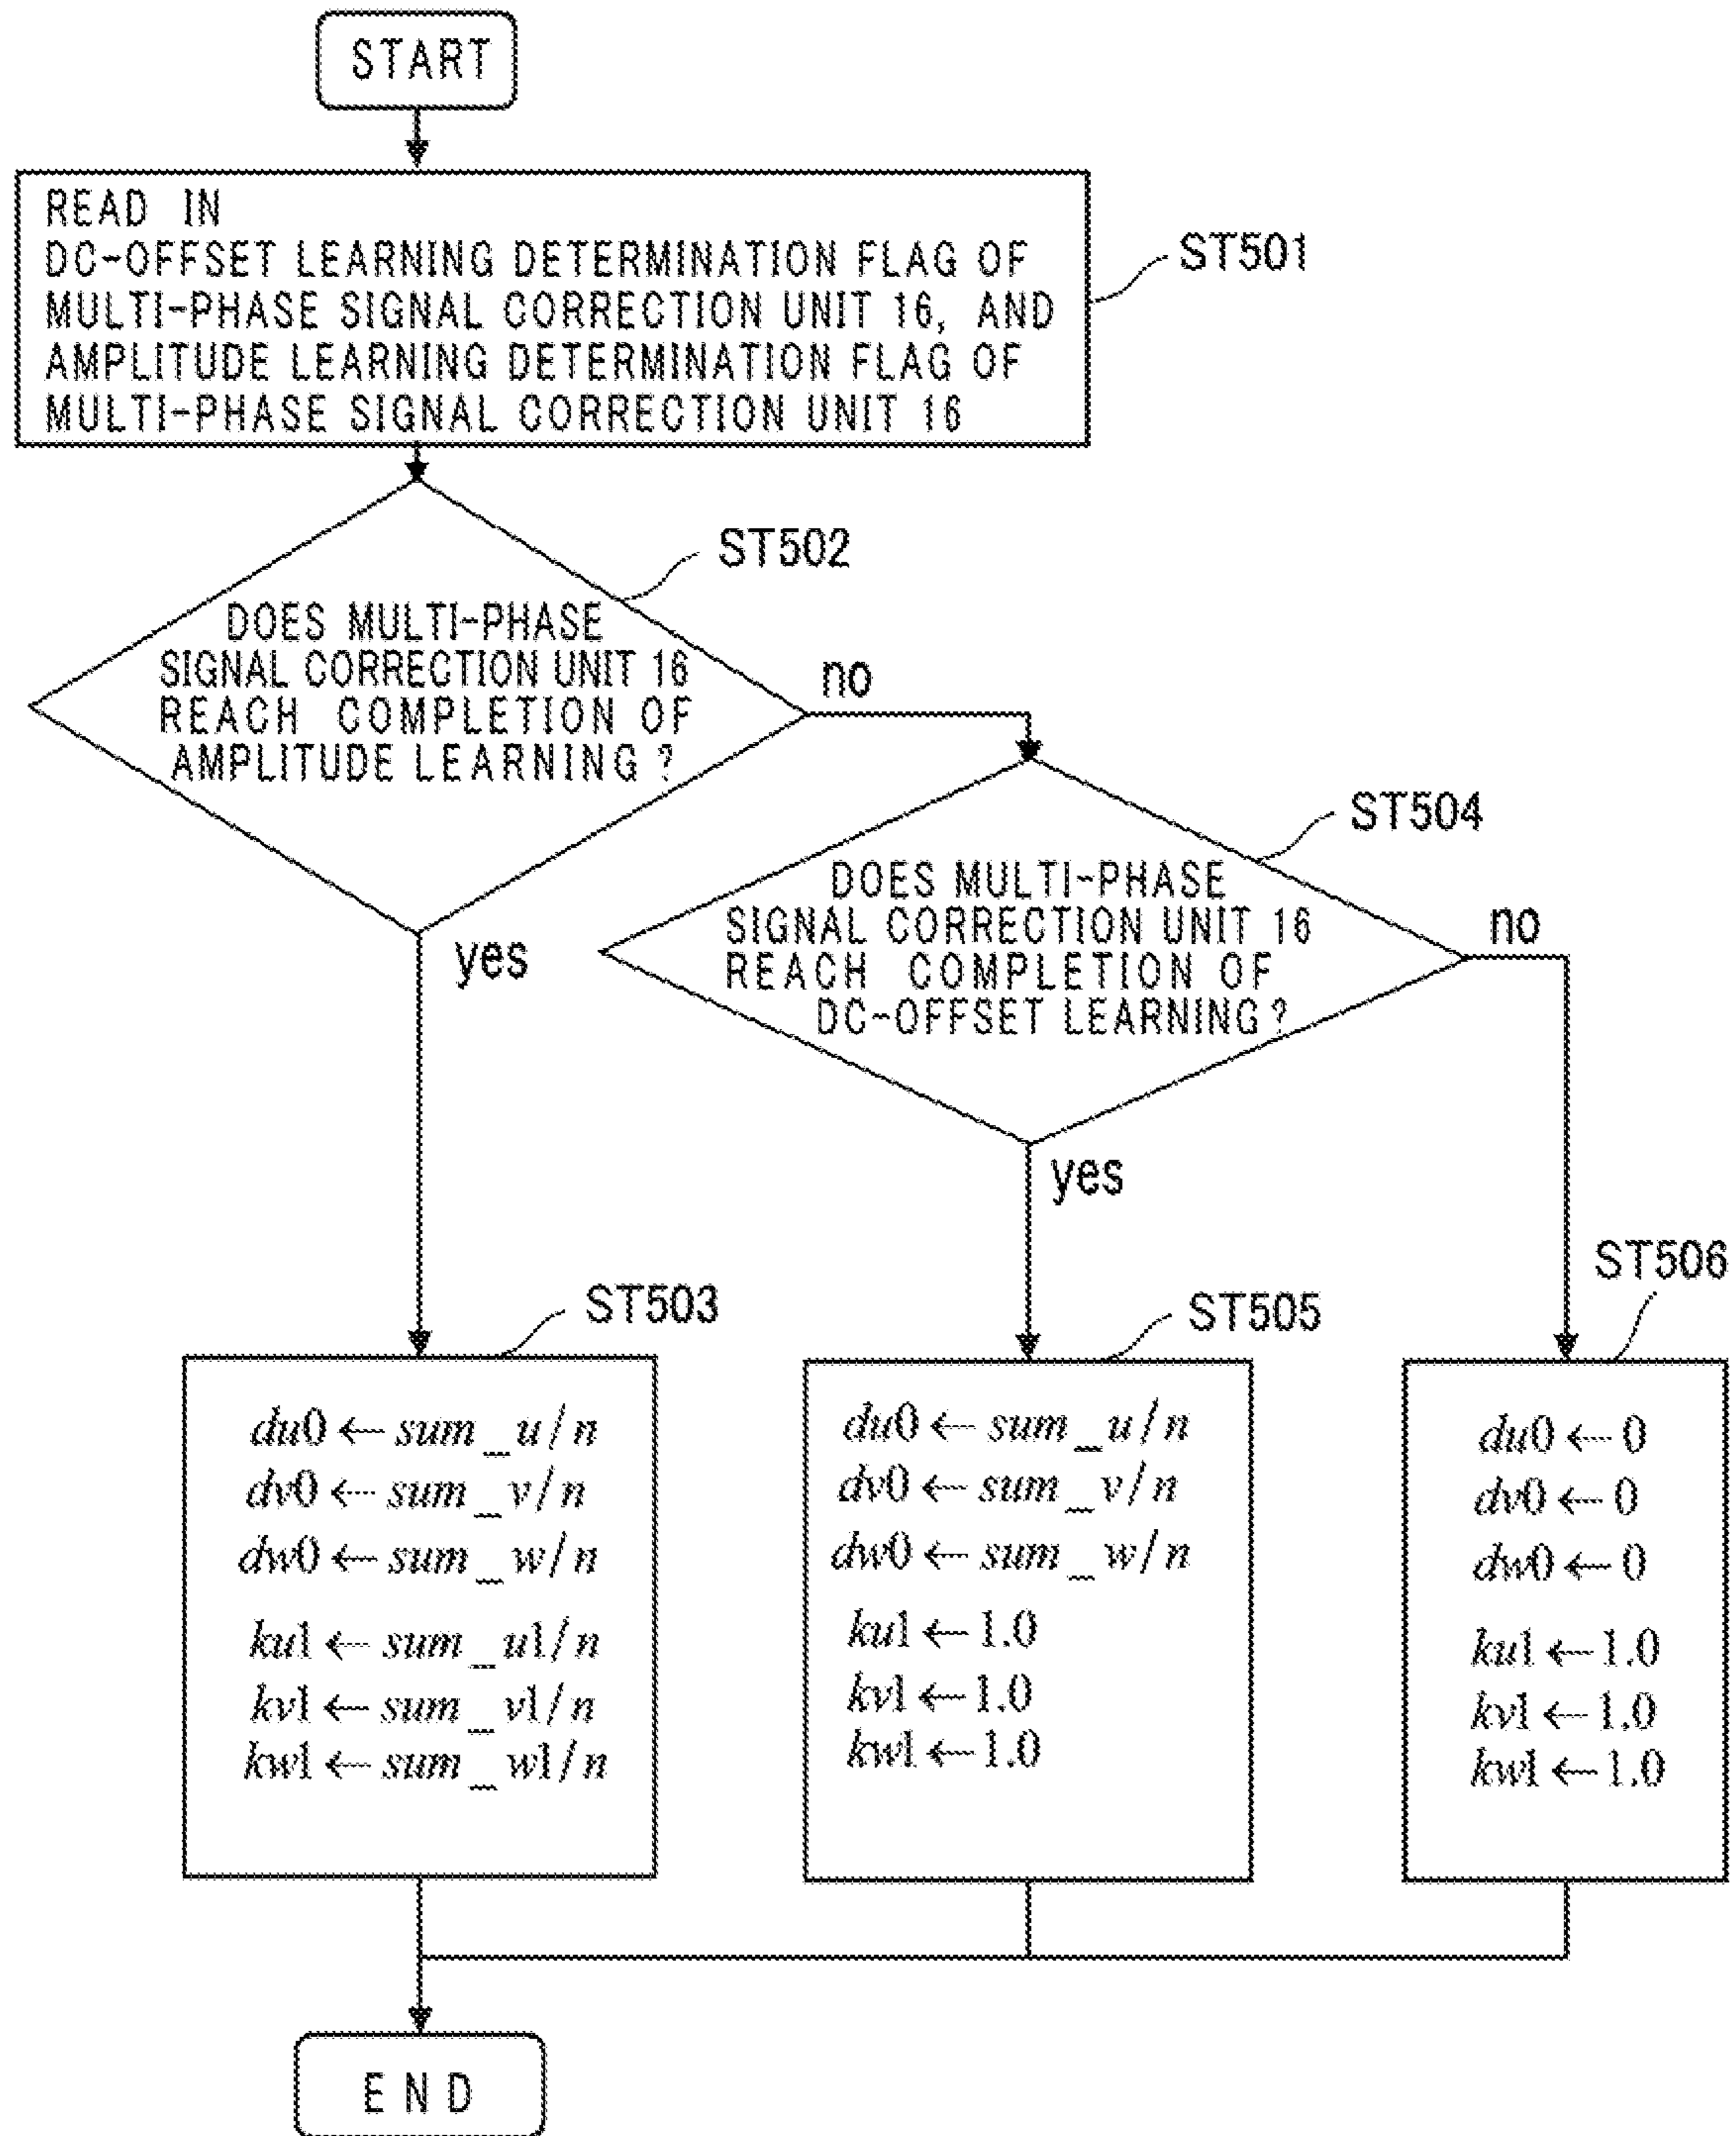 START
READ IN
DC-OFFSET LEARNING DETERMINATION FLAG OF
MULTI-PHASE SIGNAL CORRECTION UNIT 16, AND
AMPLITUDE LEARNING DETERMINATION FLAG OF
MULTI-PHASE SIGNAL CORRECTION UNIT 16
ST501
ST502
DOES MULTI-PHASE
SIGNAL CORRECTION UNIT 16
REACH COMPLETION OF
AMPLITUDE LEARNING ?
no
yes
ST504
DOES MULTI-PHASE
SIGNAL CORRECTION UNIT 16
REACH COMPLETION OF
DC-OFFSET LEARNING ?
no
yes
ST503
du0 ← sum_u/n
dv0 ← sum_v/n
dw0 ← sum_w/n
ku1 ← sum_u1/n
kv1 ← sum_v1/n
kw1 ← sum_w1/n
ST505
du0 ← sum_u/n
dv0 ← sum_v/n
dw0 ← sum_w/n
ku1 ← 1.0
kv1 ← 1.0
kw1 ← 1.0
ST506
du0 ← 0
dv0 ← 0
dw0 ← 0
ku1 ← 1.0
kv1 ← 1.0
kw1 ← 1.0
END